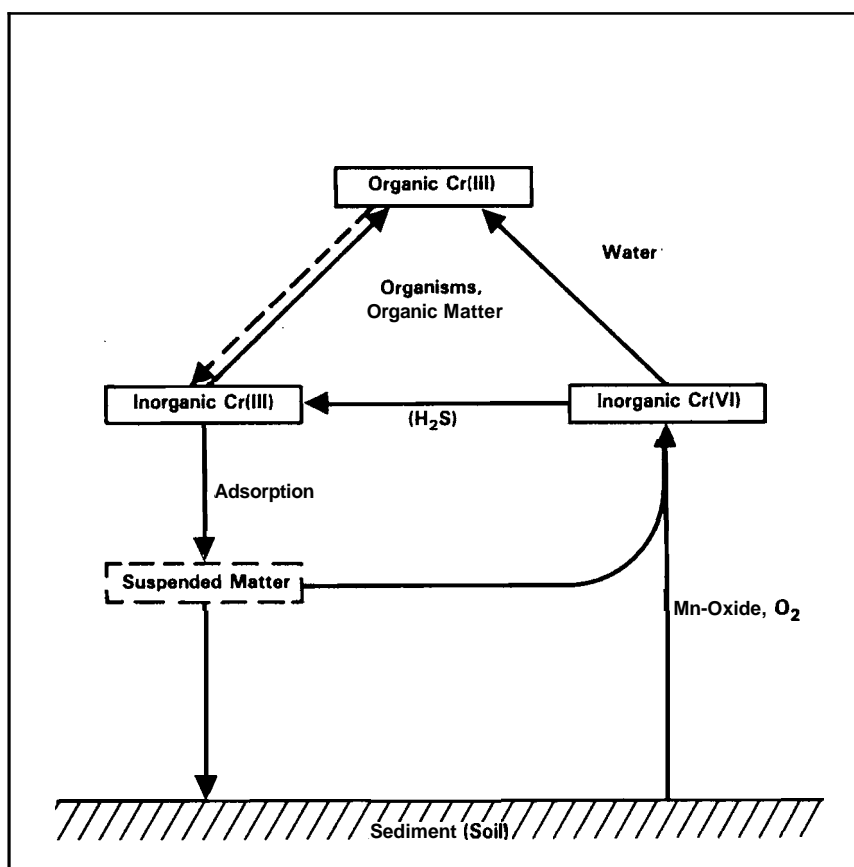 Organic Cr(III)
Water
Organisms,
Organic Matter
Inorganic Cr(III)
Inorganic Cr(VI)
(H₂S)
Adsorption
Suspended Matter
Mn-Oxide, O₂
Sediment (Soil)